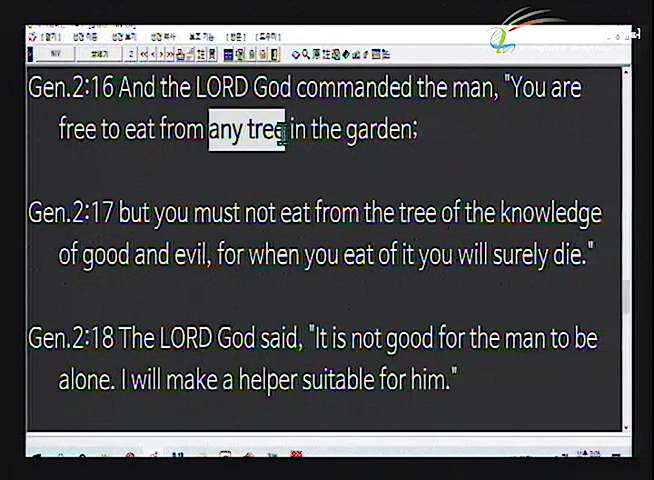 NIV
2
Gen.2:16 And the LORD God commanded the man, "You are
free to eat from any tree in the garden;
Gen.2:17 but you must not eat from the tree of the knowledge
of good and evil, for when you eat of it you will surely die."
Gen.2:18 The LORD God said, "It is not good for the man to be
alone. I will make a helper suitable for him."